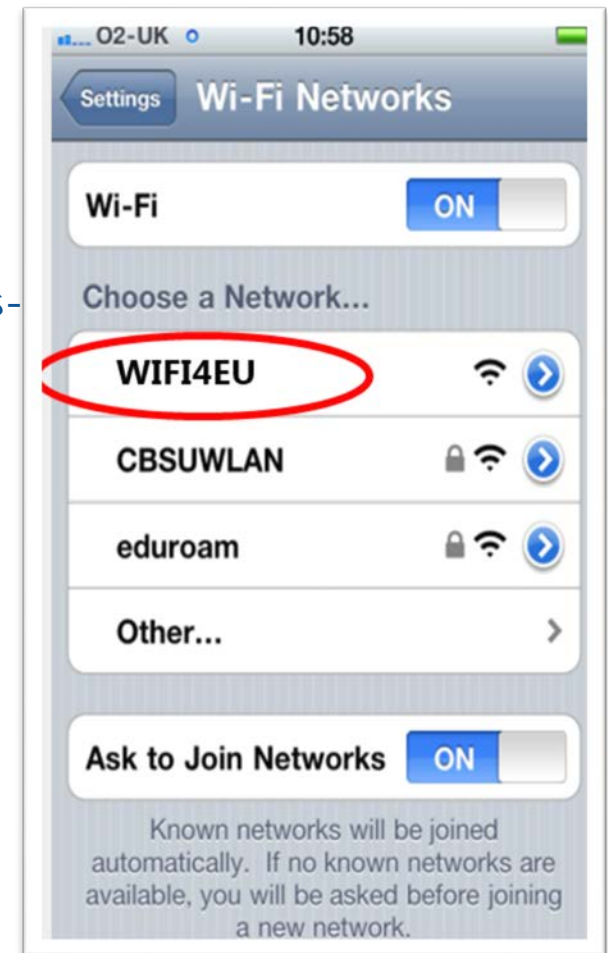 O2-UK 10:58
Settings Wi-Fi Networks
Wi-Fi ON
Choose a Network...
WIFI4EU
CBSUWLAN
eduroam
Other...
Ask to Join Networks ON
Known networks will be joined
automatically. If no known networks are
available, you will be asked before joining
a new network.